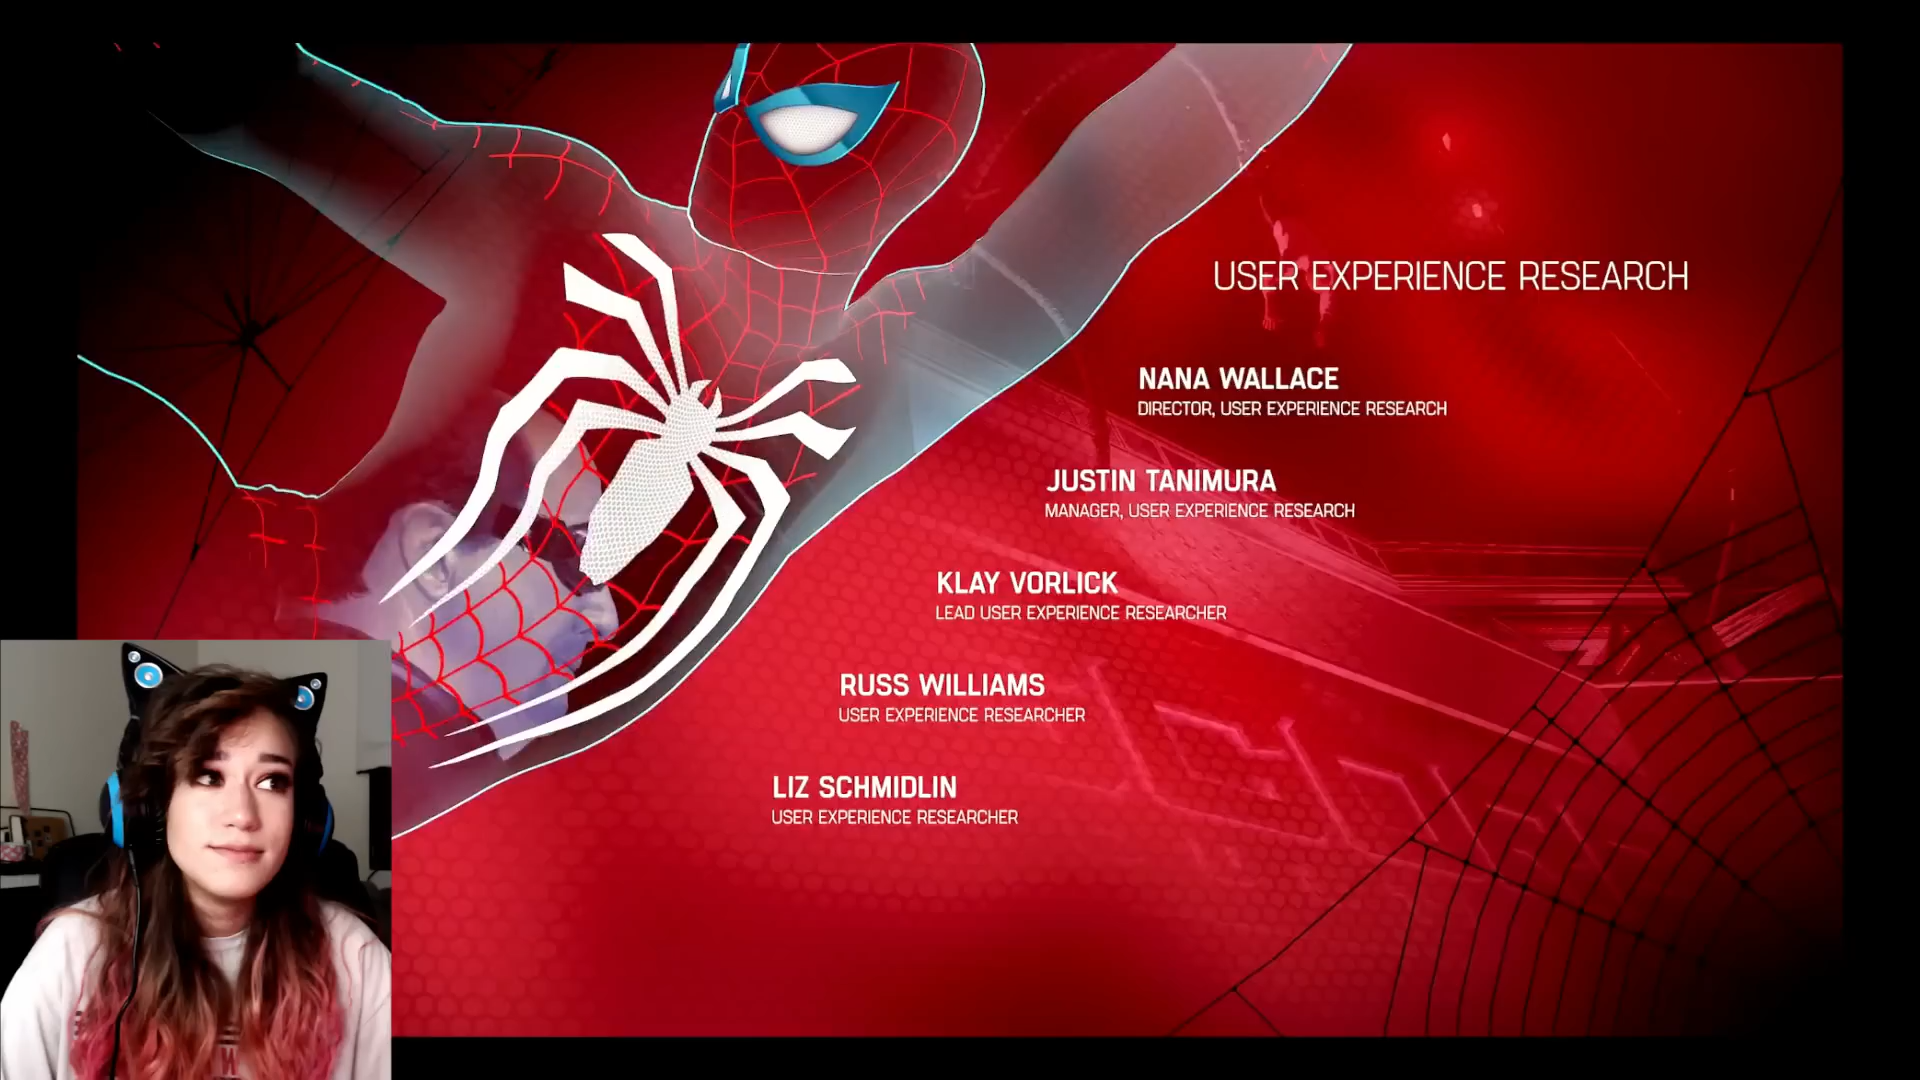 USER EXPERIENCE RESEARCH
NANA WALLACE
DIRECTOR, USER EXPERIENCE RESEARCH
JUSTIN TANIMURA
MANAGER, USER EXPERIENCE RESEARCH
KLAY VORLICK
LEAD USER EXPERIENCE RESEARCHER
RUSS WILLIAMS
USER EXPERIENCE RESEARCHER
LIZ SCHMIDLIN
USER EXPERIENCE RESEARCHER